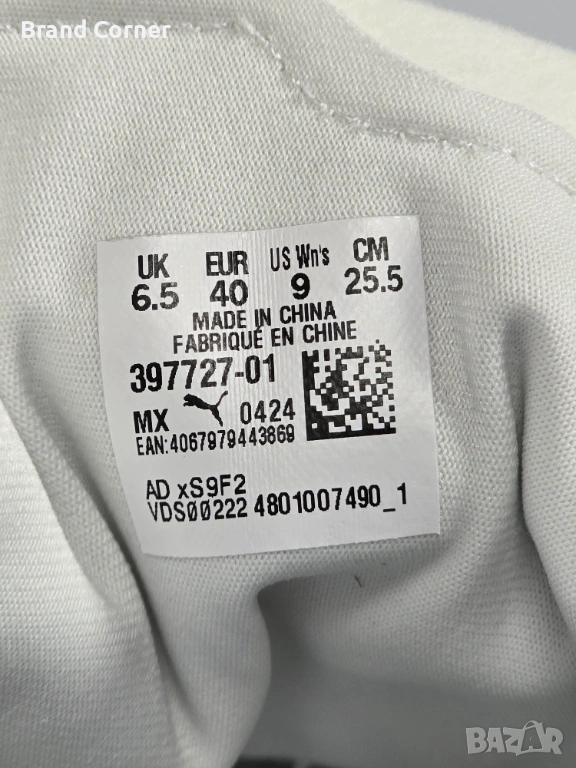 Brand Corner
UK EUR US Wn's CM
6.5 40 9 25.5
MADE IN CHINA
FABRIQUÉ EN CHINE
397727-01
MX 0424
EAN:4067979443869
AD xS9F2
VDS00222 4801007490_1
BAZAR